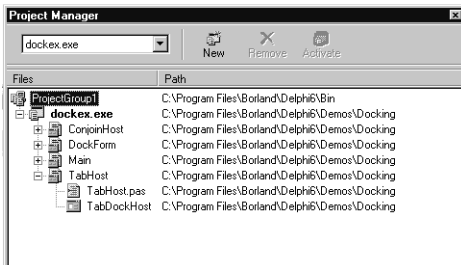 Project Manager
dockex.exe
New Remove Activate
Files Path
ProjectGroup1 C:\Program Files\Borland\Delphi6\Bin
dockex.exe C:\Program Files\Borland\Delphi6\Demos\Docking
ConjoinHost C:\Program Files\Borland\Delphi6\Demos\Docking
DockForm C:\Program Files\Borland\Delphi6\Demos\Docking
Main C:\Program Files\Borland\Delphi6\Demos\Docking
TabHost C:\Program Files\Borland\Delphi6\Demos\Docking
TabHost.pas C:\Program Files\Borland\Delphi6\Demos\Docking
TabDockHost C:\Program Files\Borland\Delphi6\Demos\Docking